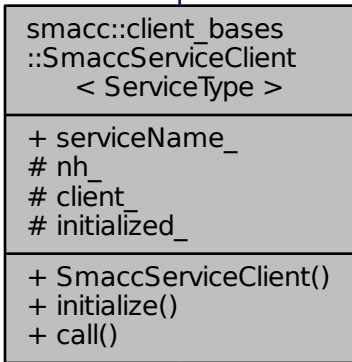 smacc::client_bases
::SmaccServiceClient
< ServiceType >
+ serviceName_
# nh_
# client_
# initialized_
+ SmaccServiceClient()
+ initialize()
+ call()